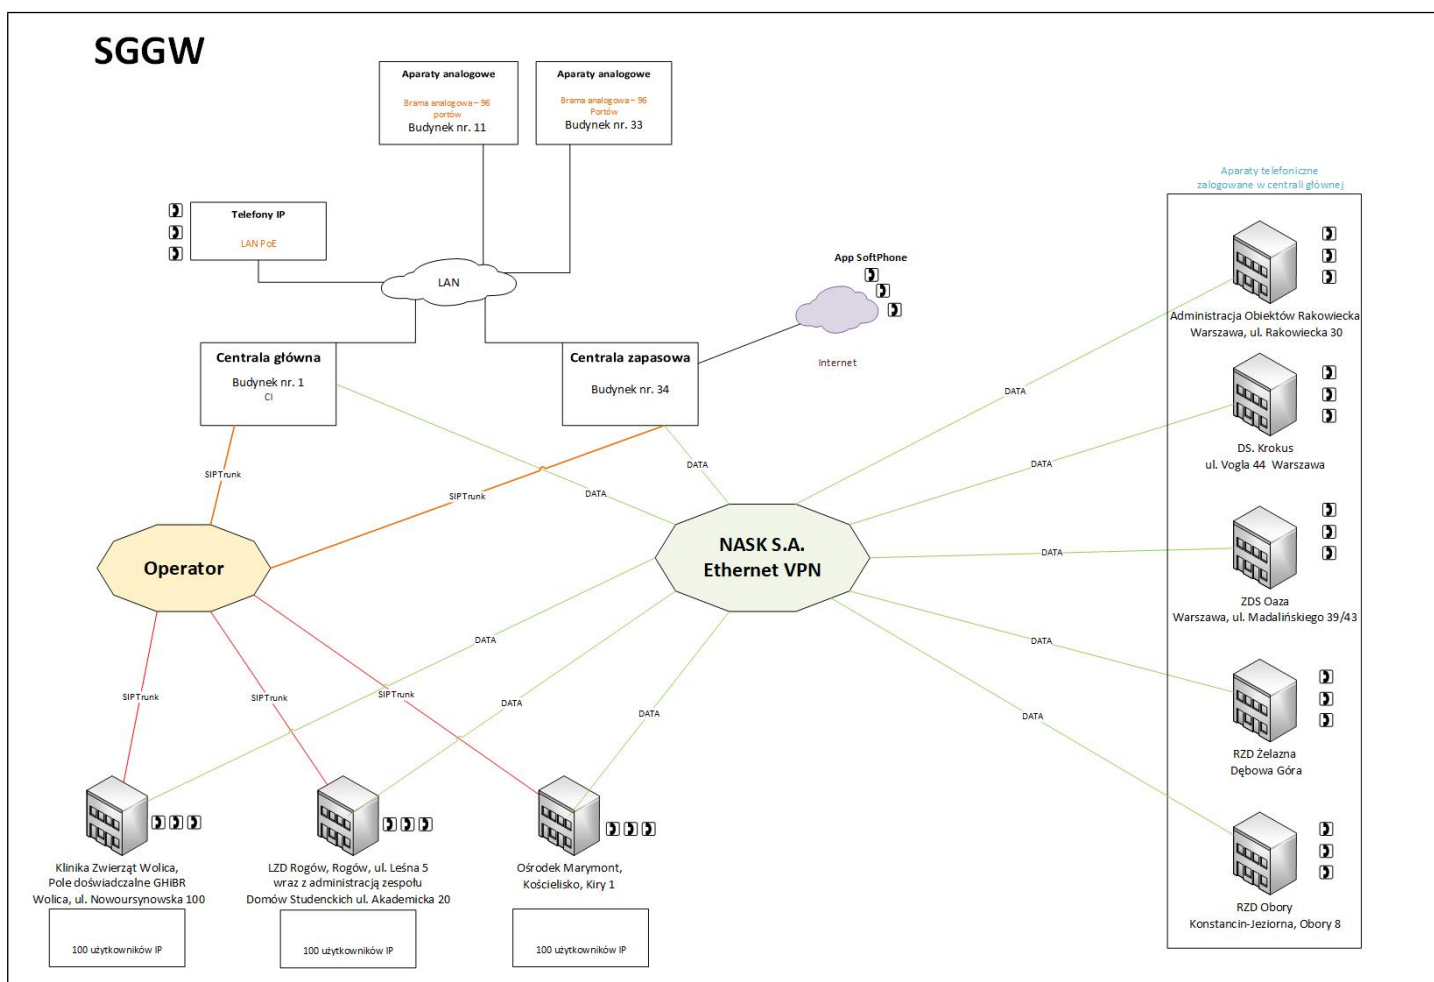 SGGW
Aparaty analogowe
Brama analogowa – 96
portów
Budynek nr. 11
Aparaty analogowe
Brama analogowa – 96
Portów
Budynek nr. 33
Aparaty telefoniczne
zalogowane w centrali głównej
Telefony IP
LAN PoE
LAN
App SoftPhone
Internet
Centrala główna
Budynek nr. 1
CI
Centrala zapasowa
Budynek nr. 34
Administracja Obiektów Rakowiecka
Warszawa, ul. Rakowiecka 30
DATA
DS. Krokus
ul. Vogla 44 Warszawa
DATA
SIPTrunk
DATA
SIPTrunk
DATA
Operator
NASK S.A.
Ethernet VPN
DATA
ZDS Oaza
Warszawa, ul. Madalińskiego 39/43
DATA
SIPTrunk
SIPTrunk
SIPTrunk
DATA
DATA
DATA
DATA
RZD Żelazna
Dębowa Góra
RZD Obory
Konstancin-Jeziorna, Obory 8
Klinika Zwierząt Wolica,
Pole doświadczalne GHiBR
Wolica, ul. Nowoursynowska 100
100 użytkowników IP
LZD Rogów, Rogów, ul. Leśna 5
wraz z administracją zespołu
Domów Studenckich ul. Akademicka 20
100 użytkowników IP
Ośrodek Marymont,
Kościelisko, Kiry 1
100 użytkowników IP